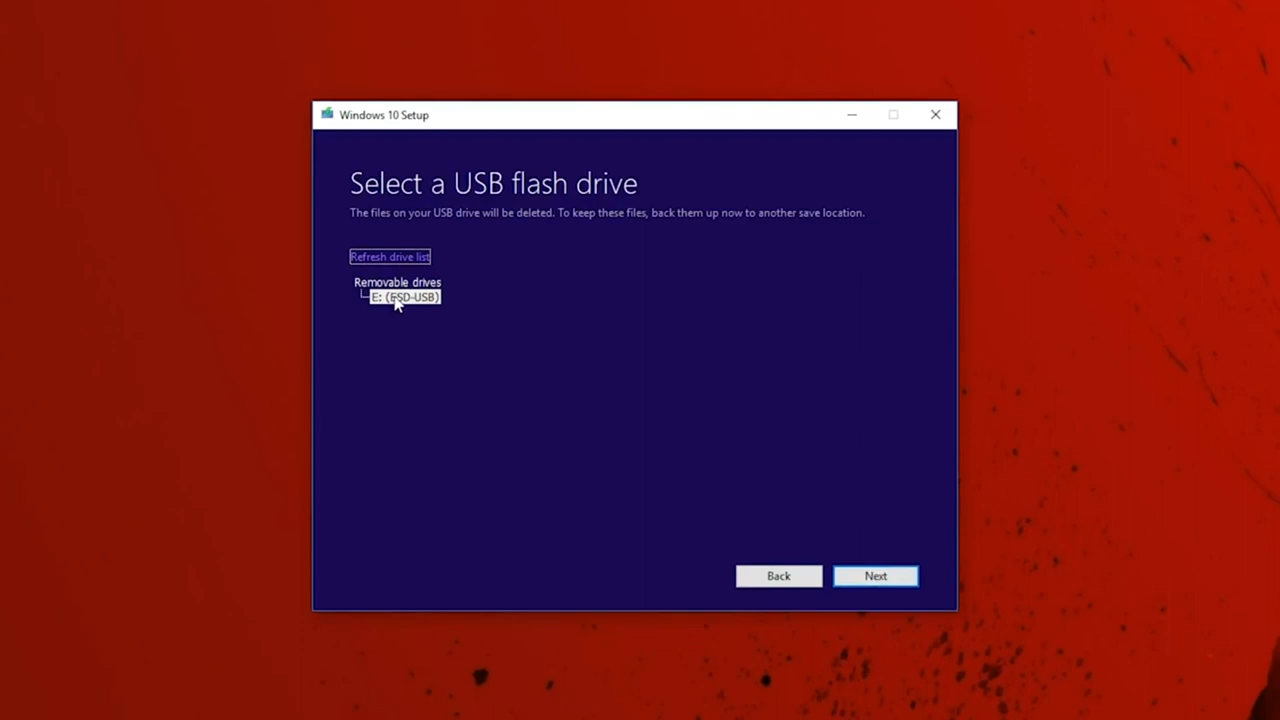 Windows 10 Setup
Select a USB flash drive
The files on your USB drive will be deleted. To keep these files, back them up now to another save location.
Refresh drive list
Removable drives
E: (ESD-USB)
Back
Next